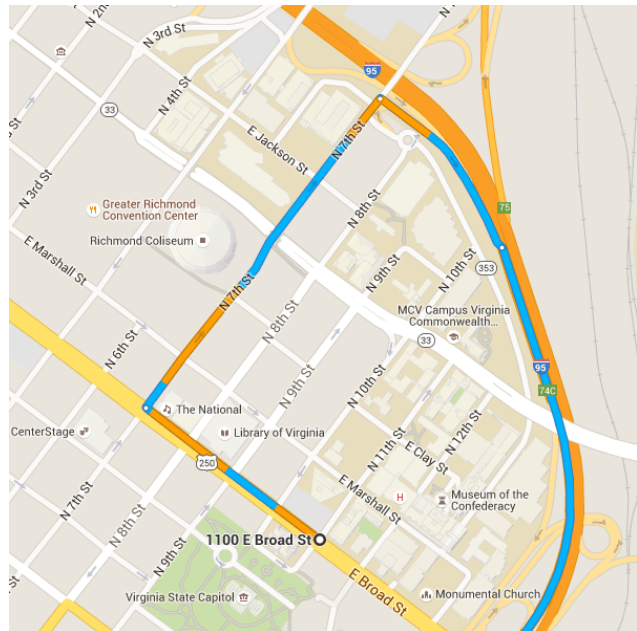 N 2nd
N 3rd St
95
N 4th St
33
N 7th St
E Jackson St
N 3rd St
Greater Richmond
Convention Center
N 8th St
75
Richmond Coliseum
E Marshall St
N 9th St
N 10th St
353
N 7th St
MCV Campus Virginia
Commonwealth...
N 6th St
N 8th St
33
95
N 9th St
N 10th St
74C
The National
N 12th St
CenterStage
Library of Virginia
N 11th St
E Clay St
250
E Marshall St
H
Museum of the
Confederacy
N 7th St
N 8th St
N 9th St
1100 E Broad St
E Broad St
Virginia State Capitol
Monumental Church